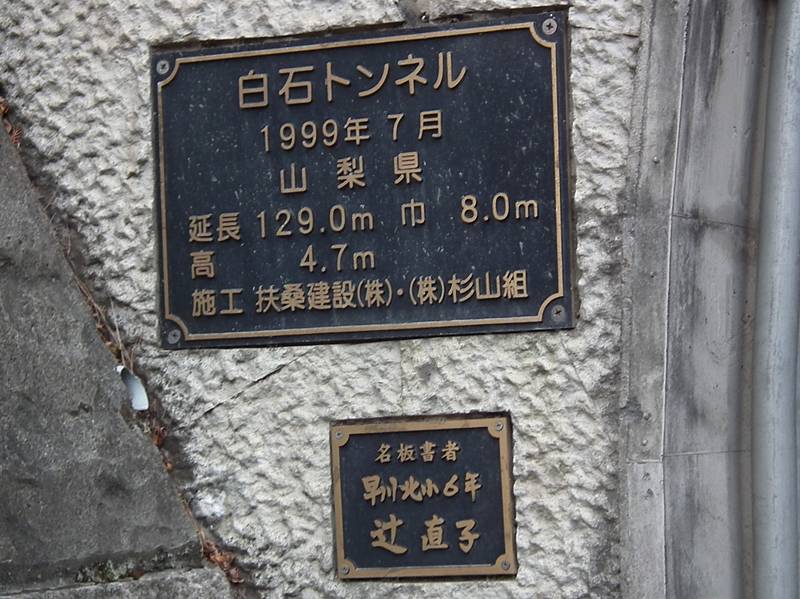 白石トンネル
1999年7月
山梨県
延長 129.0m 巾 8.0m
高 4.7m
施工 扶桑建設(株)・(株)杉山組
名板書者
早川北小6年
辻直子